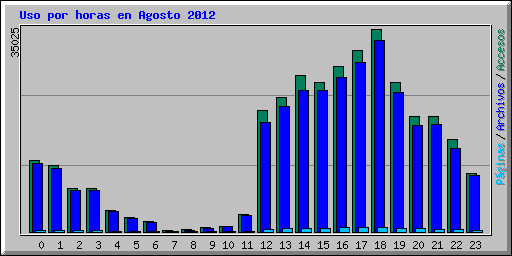 Uso por horas en Agosto 2012
35025
Páginas / Archivos / Accesos
0 1 2 3 4 5 6 7 8 9 10 11 12 13 14 15 16 17 18 19 20 21 22 23